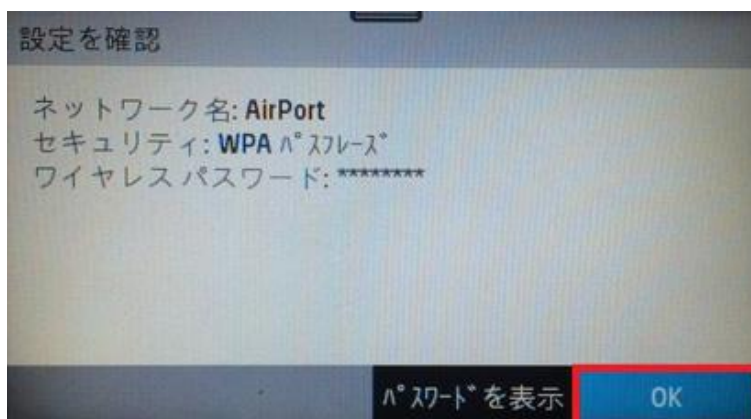 設定を確認
ネットワーク名: AirPort
セキュリティ: WPA ﾊﾟｽﾌﾚｰｽﾞ
ワイヤレス パスワード: ********
ﾊﾟｽﾜｰﾄﾞを表示
OK